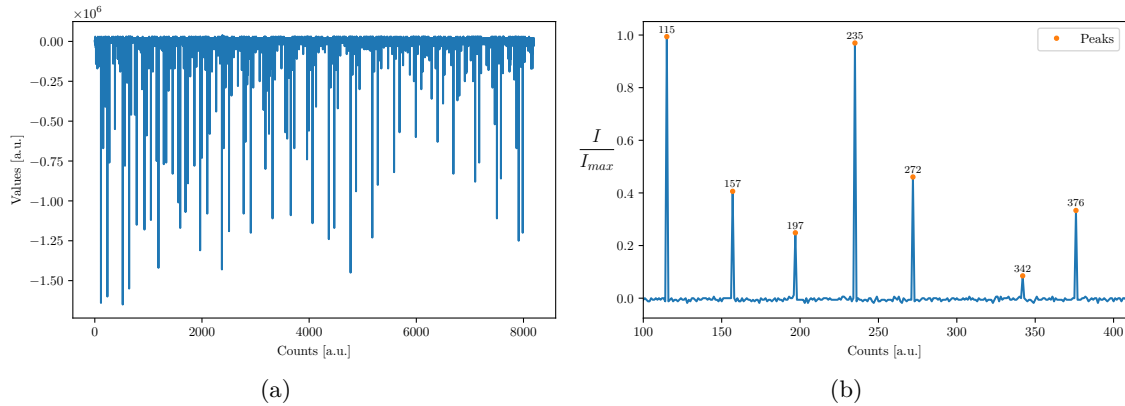 ×10⁶
0.00
−0.25
−0.50
−0.75
−1.00
−1.25
−1.50
Values [a.u.]
0 2000 4000 6000 8000
Counts [a.u.]
(a)
1.0
0.8
0.6
0.4
0.2
0.0
I
I_max
115
157
197
235
272
342
376
Peaks
100 150 200 250 300 350 400
Counts [a.u.]
(b)